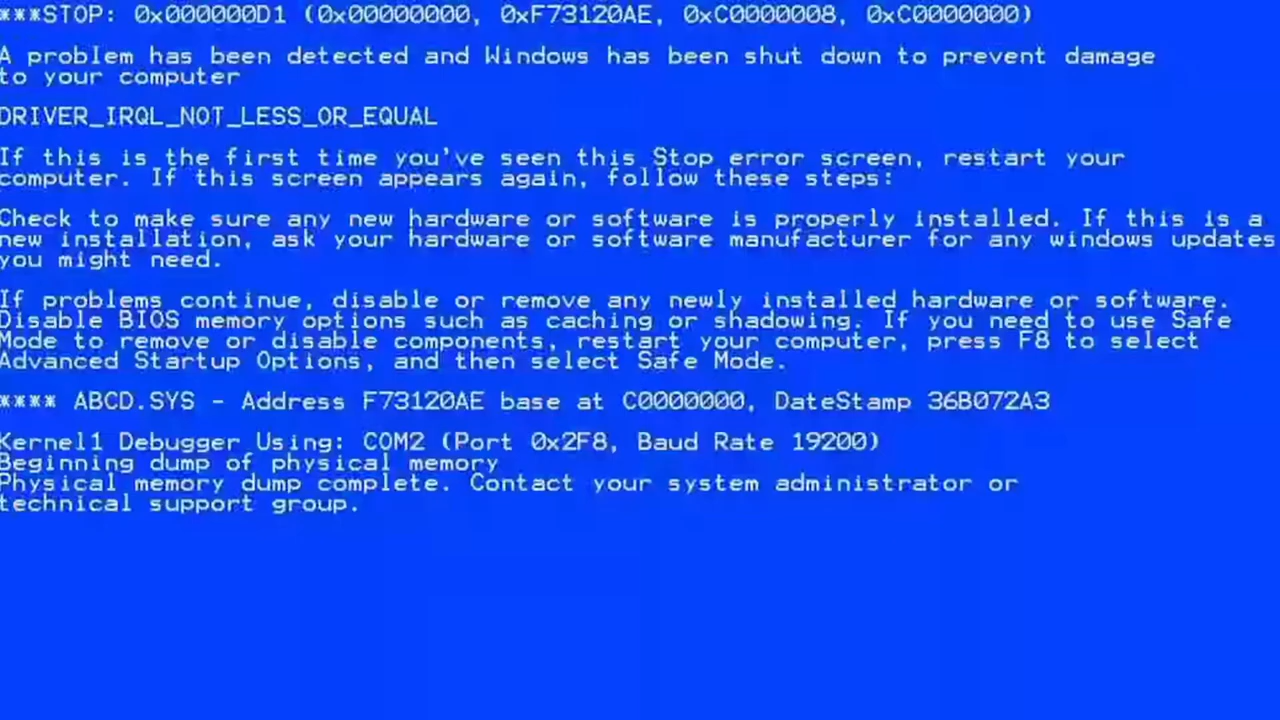 ***STOP: 0x000000D1 (0x00000000, 0xF73120AE, 0xC0000008, 0xC0000000)
A problem has been detected and Windows has been shut down to prevent damage
to your computer
DRIVER_IRQL_NOT_LESS_OR_EQUAL
If this is the first time you've seen this Stop error screen, restart your
computer. If this screen appears again, follow these steps:
Check to make sure any new hardware or software is properly installed. If this is a
new installation, ask your hardware or software manufacturer for any windows updates
you might need.
If problems continue, disable or remove any newly installed hardware or software.
Disable BIOS memory options such as caching or shadowing. If you need to use Safe
Mode to remove or disable components, restart your computer, press F8 to select
Advanced Startup Options, and then select Safe Mode.
**** ABCD.SYS - Address F73120AE base at C0000000, DateStamp 36B072A3
Kernel1 Debugger Using: COM2 (Port 0x2F8, Baud Rate 19200)
Beginning dump of physical memory
Physical memory dump complete. Contact your system administrator or
technical support group.